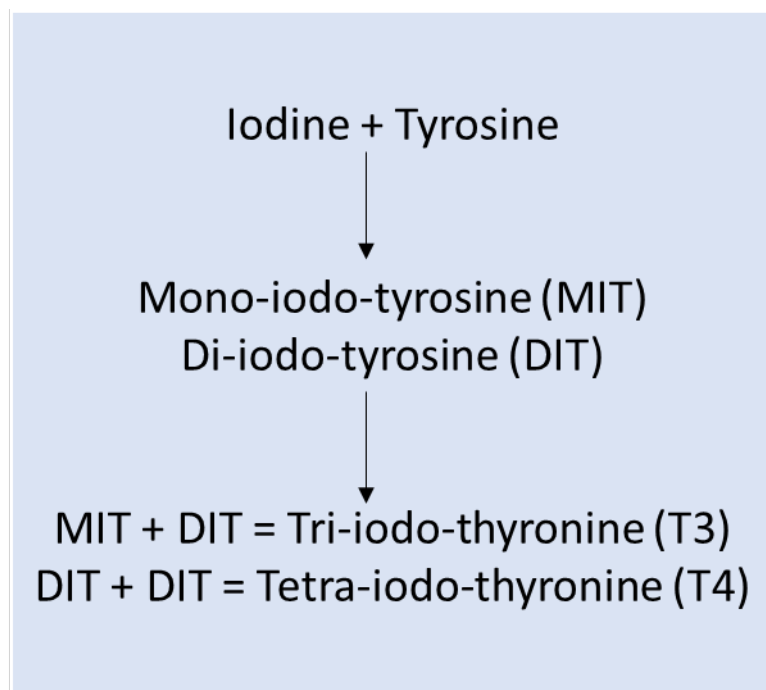 Iodine + Tyrosine
Mono-iodo-tyrosine (MIT)
Di-iodo-tyrosine (DIT)
MIT + DIT = Tri-iodo-thyronine (T3)
DIT + DIT = Tetra-iodo-thyronine (T4)